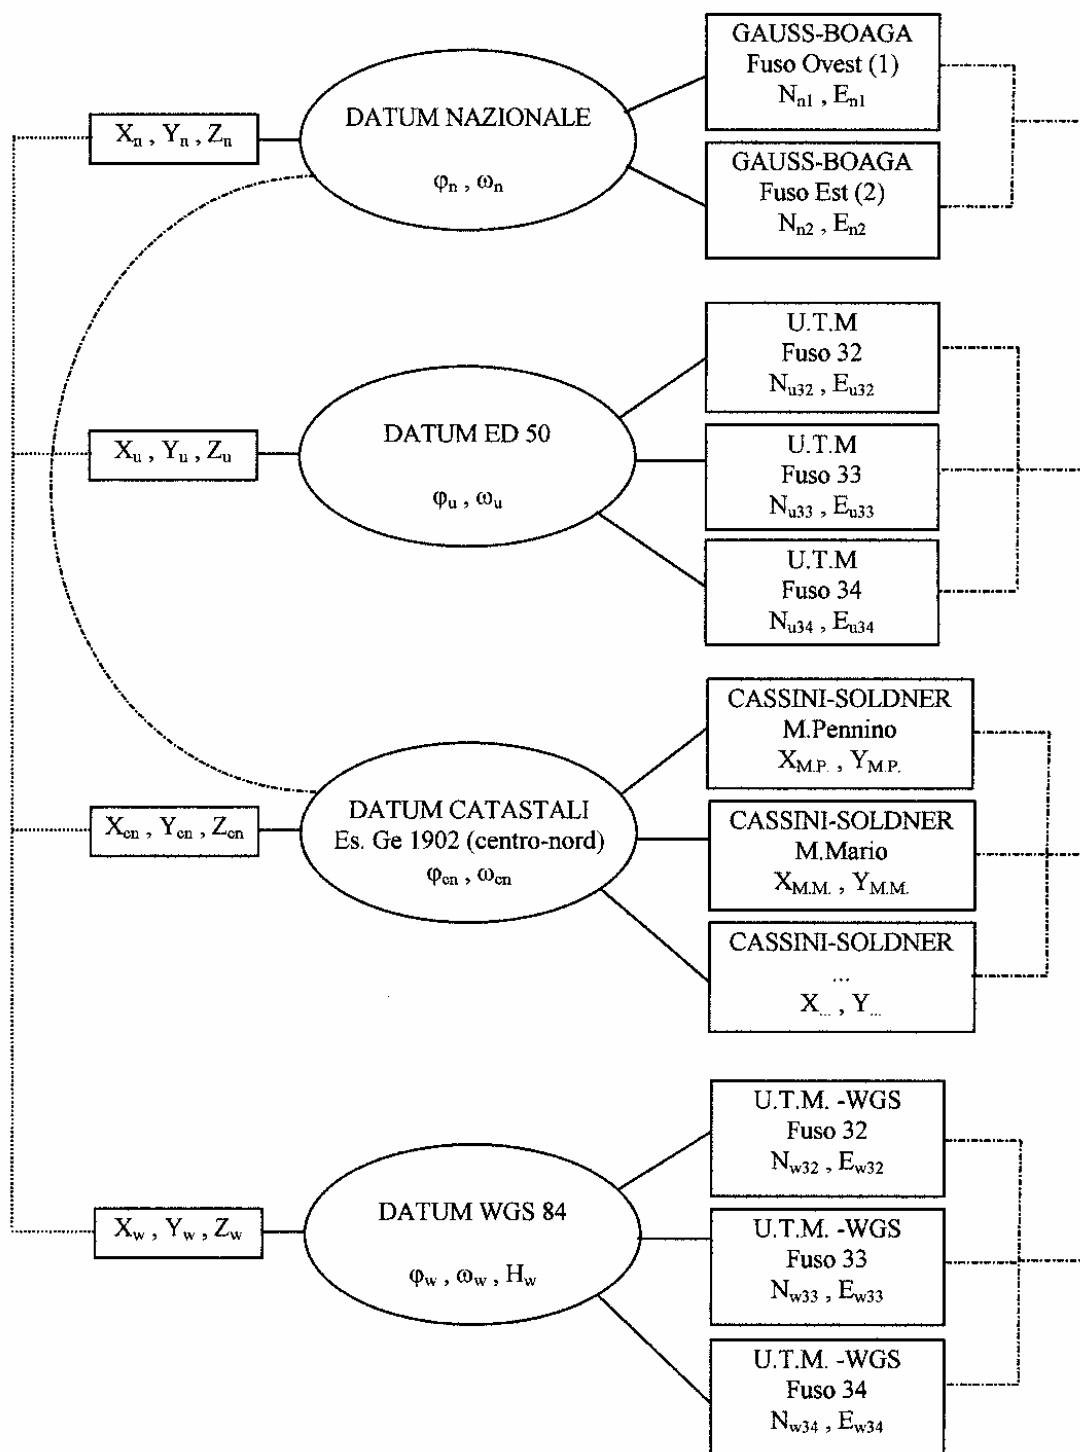 GAUSS-BOAGA
Fuso Ovest (1)
Nn1 , En1
DATUM NAZIONALE
φn , ωn
Xn , Yn , Zn
GAUSS-BOAGA
Fuso Est (2)
Nn2 , En2
U.T.M
Fuso 32
Nu32 , Eu32
DATUM ED 50
φu , ωu
Xu , Yu , Zu
U.T.M
Fuso 33
Nu33 , Eu33
U.T.M
Fuso 34
Nu34 , Eu34
CASSINI-SOLDNER
M.Pennino
XM.P. , YM.P.
DATUM CATASTALI
Es. Ge 1902 (centro-nord)
φcn , ωcn
Xcn , Ycn , Zcn
CASSINI-SOLDNER
M.Mario
XM.M. , YM.M.
CASSINI-SOLDNER
...
X... , Y...
U.T.M. -WGS
Fuso 32
Nw32 , Ew32
DATUM WGS 84
φw , ωw , Hw
Xw , Yw , Zw
U.T.M. -WGS
Fuso 33
Nw33 , Ew33
U.T.M. -WGS
Fuso 34
Nw34 , Ew34